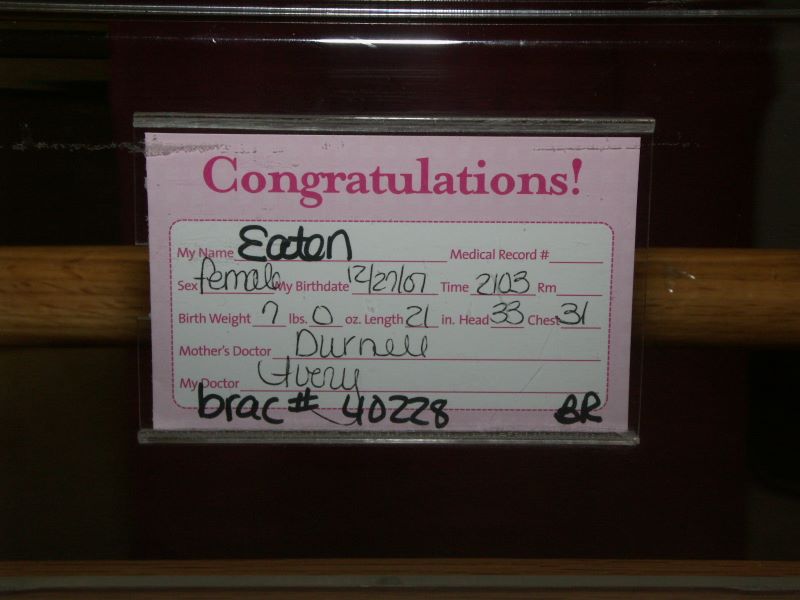 Congratulations!
My Name Eaton Medical Record #
Sex female My Birthdate 12/27/07 Time 2103 Rm
Birth Weight 7 lbs. 0 oz. Length 21 in. Head 33 Chest 31
Mother's Doctor Durnell
My Doctor Avery
brac# 40228 BR